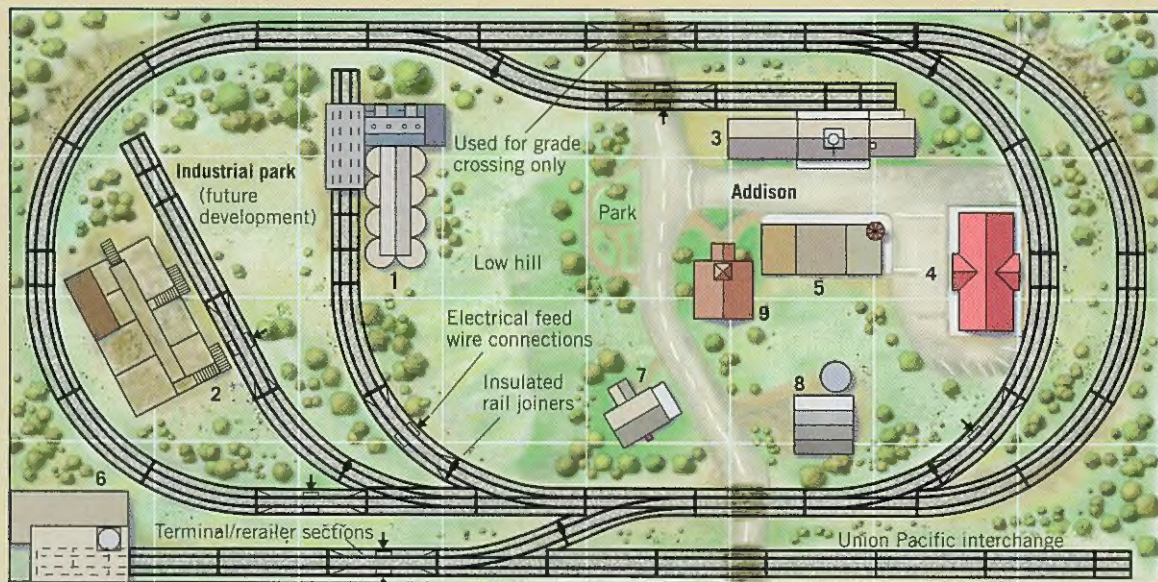 Used for grade
crossing only
3
Industrial park
(future
development)
Addison
Park
1
Low hill
4
5
9
Electrical feed
wire connections
2
Insulated
rail joiners
7
8
6
Terminal/rerailer sections
Union Pacific interchange